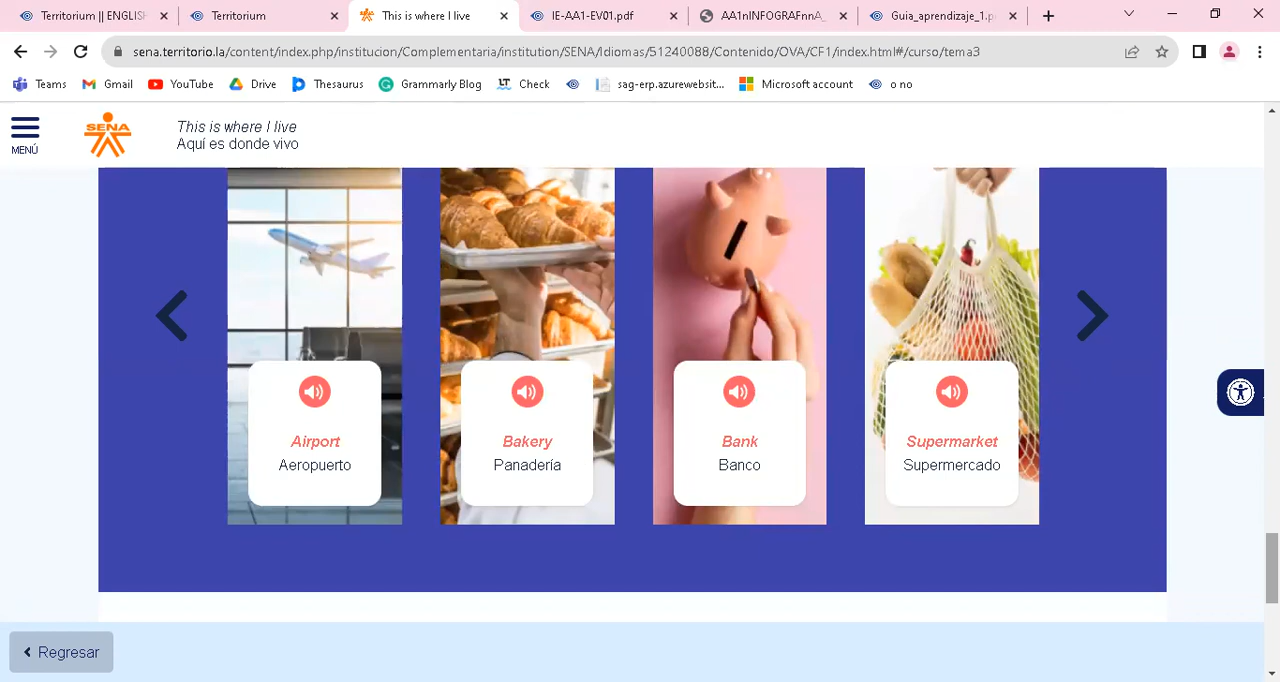 Territorium || ENGLISH
Territorium
This is where I live
IE-AA1-EV01.pdf
AA1nINFOGRAFnnA_
Guia_aprendizaje_1.p
sena.territorio.la/content/index.php/institucion/Complementaria/institution/SENA/Idiomas/51240088/Contenido/OVA/CF1/index.html#/curso/tema3
Teams
Gmail
YouTube
Drive
Thesaurus
Grammarly Blog
Check
sag-erp.azurewebsit...
Microsoft account
o no
MENÚ
SENA
This is where I live
Aquí es donde vivo
Airport
Aeropuerto
Bakery
Panadería
Bank
Banco
Supermarket
Supermercado
Regresar